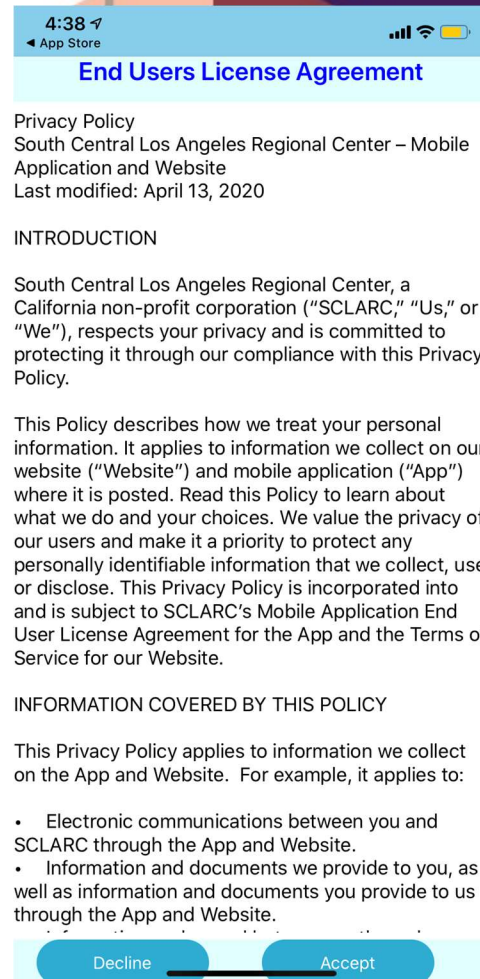 4:38
◀ App Store
End Users License Agreement
Privacy Policy
South Central Los Angeles Regional Center – Mobile
Application and Website
Last modified: April 13, 2020
INTRODUCTION
South Central Los Angeles Regional Center, a
California non-profit corporation (“SCLARC,” “Us,” or
“We”), respects your privacy and is committed to
protecting it through our compliance with this Privacy
Policy.
This Policy describes how we treat your personal
information. It applies to information we collect on our
website (“Website”) and mobile application (“App”)
where it is posted. Read this Policy to learn about
what we do and your choices. We value the privacy of
our users and make it a priority to protect any
personally identifiable information that we collect, use
or disclose. This Privacy Policy is incorporated into
and is subject to SCLARC’s Mobile Application End
User License Agreement for the App and the Terms o
Service for our Website.
INFORMATION COVERED BY THIS POLICY
This Privacy Policy applies to information we collect
on the App and Website.  For example, it applies to:
• Electronic communications between you and
SCLARC through the App and Website.
• Information and documents we provide to you, as
well as information and documents you provide to us
through the App and Website.
Decline Accept